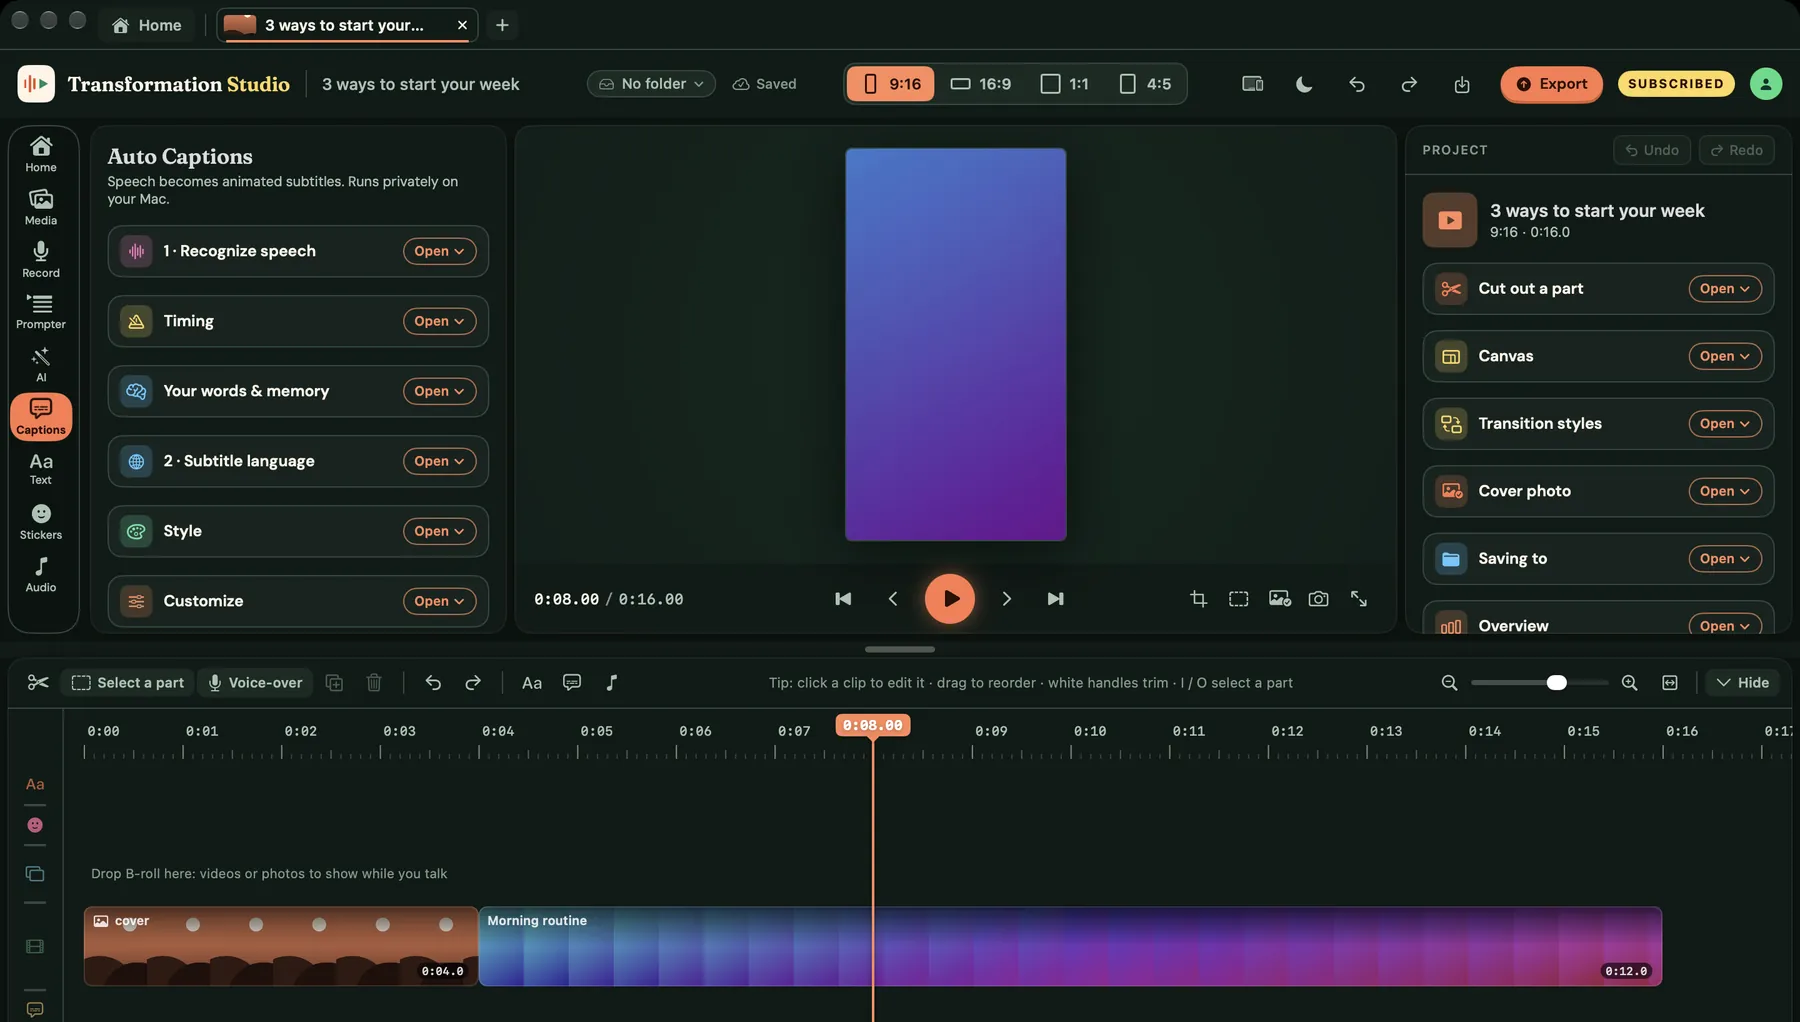 Home
3 ways to start your...
Transformation Studio
3 ways to start your week
No folder
Saved
9:16
16:9
1:1
4:5
Export
SUBSCRIBED
Home
Media
Record
Prompter
AI
Captions
Aa
Text
Stickers
Audio
Auto Captions
Speech becomes animated subtitles. Runs privately on
your Mac.
1 · Recognize speech
Open
Timing
Open
Your words & memory
Open
2 · Subtitle language
Open
Style
Open
Customize
Open
0:08.00 / 0:16.00
PROJECT
Undo
Redo
3 ways to start your week
9:16 · 0:16.0
Cut out a part
Open
Canvas
Open
Transition styles
Open
Cover photo
Open
Saving to
Open
Overview
Open
Select a part
Voice-over
Aa
Tip: click a clip to edit it · drag to reorder · white handles trim · I / O select a part
Hide
0:00
0:01
0:02
0:03
0:04
0:05
0:06
0:07
0:08.00
0:09
0:10
0:11
0:12
0:13
0:14
0:15
0:16
Aa
Drop B-roll here: videos or photos to show while you talk
cover
0:04.0
Morning routine
0:12.0